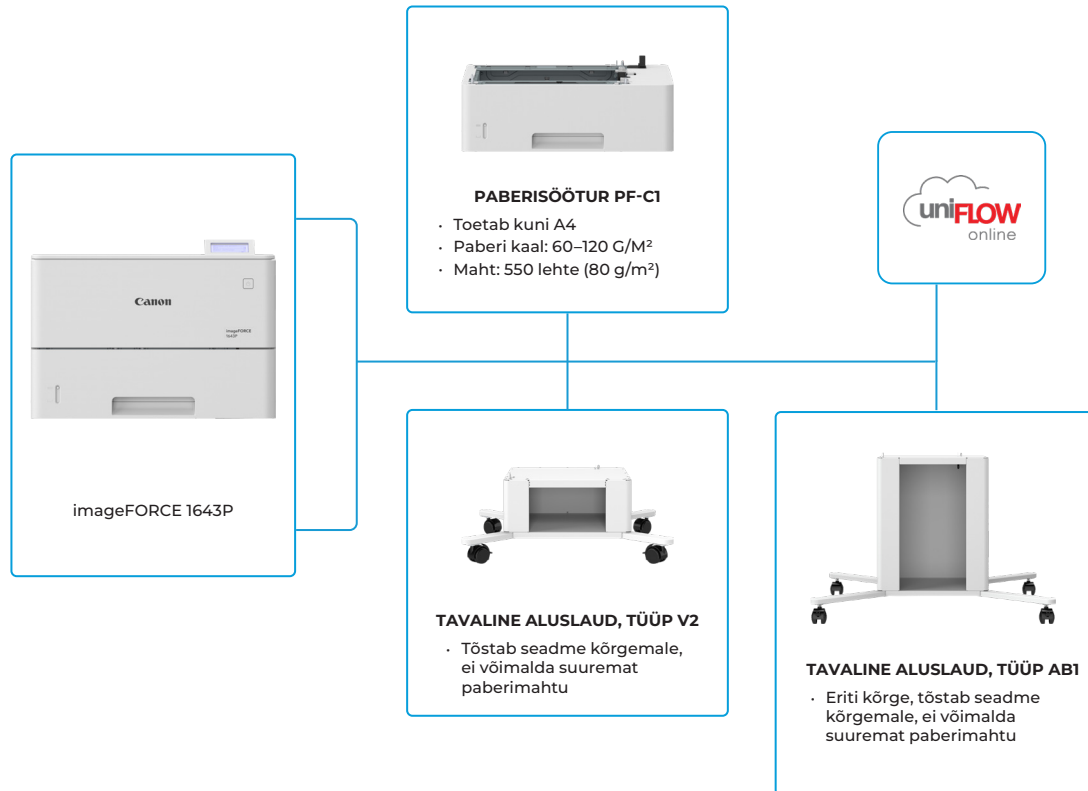 PABERISÖÖTUR PF-C1
· Toetab kuni A4
· Paberi kaal: 60–120 G/M²
· Maht: 550 lehte (80 g/m²)
uniFLOW
online
Canon
imageFORCE
1643P
imageFORCE 1643P
TAVALINE ALUSLAUD, TÜÜP V2
· Tõstab seadme kõrgemale,
ei võimalda suuremat
paberimahtu
TAVALINE ALUSLAUD, TÜÜP AB1
· Eriti kõrge, tõstab seadme
kõrgemale, ei võimalda
suuremat paberimahtu